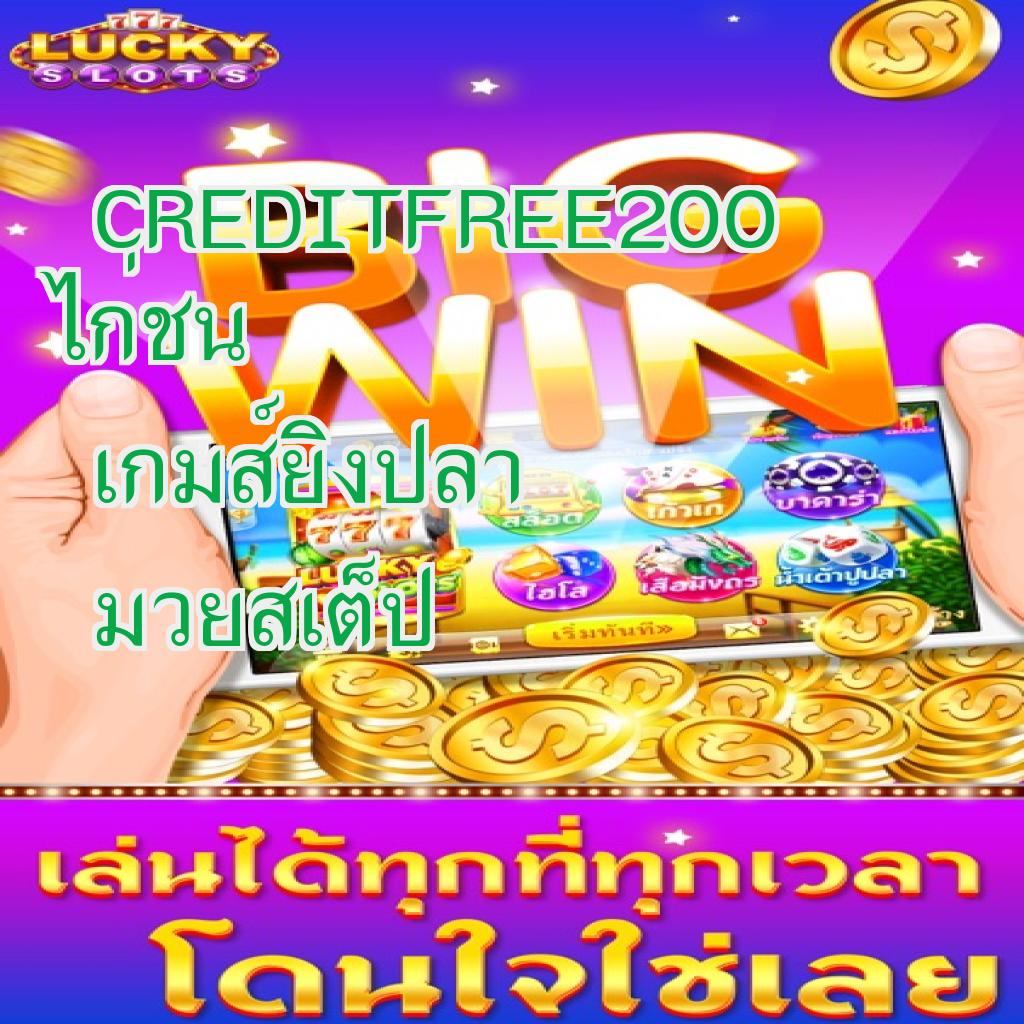 777
LUCKY
SLOTS
BIG
WIN
CREDITFREE200
ไก่ชน
เกมส์ยิงปลา
มวยสเต็ป
สล็อต
เก้าเก
บาคาร่า
777
LUCKY
ไฮโล
เสือมังกร
น้ำเต้าปูปลา
เริ่มทันที»
เล่นได้ทุกที่ทุกเวลา
โดนใจใช่เลย